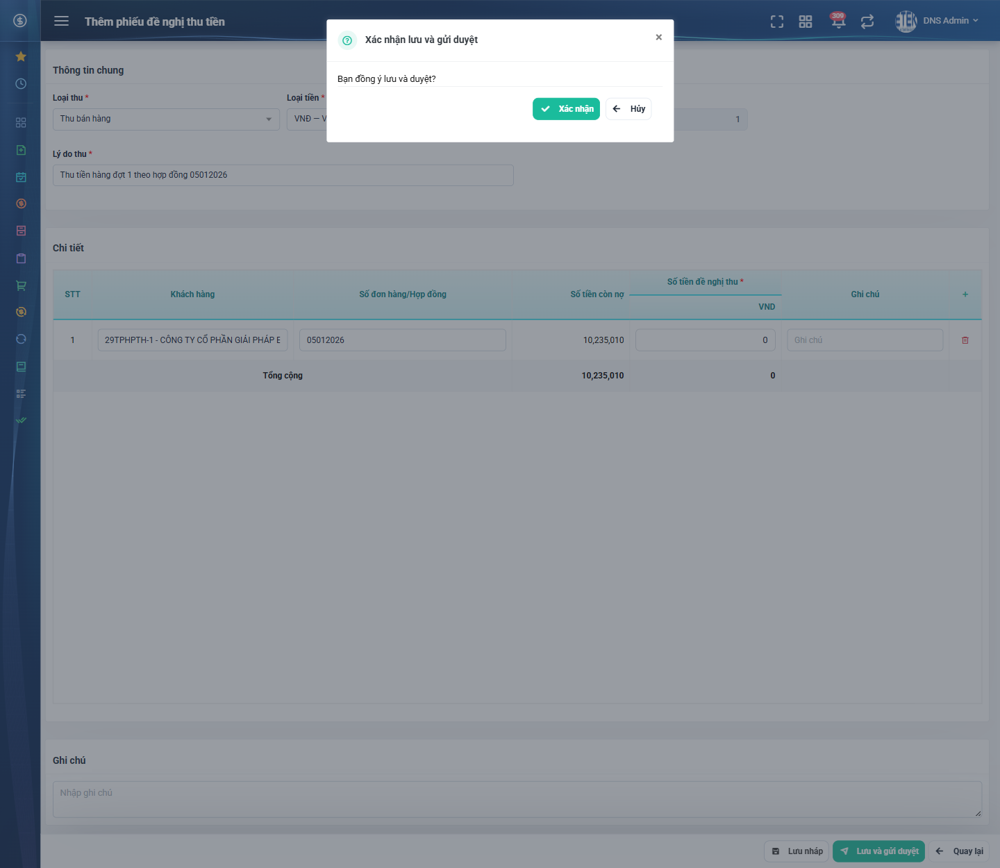 Thêm phiếu đề nghị thu tiền
309
DNS Admin
Xác nhận lưu và gửi duyệt
×
Bạn đồng ý lưu và duyệt?
Xác nhận
Hủy
Thông tin chung
Loại thu *
Loại tiền *
Thu bán hàng
VNĐ — V
1
Lý do thu *
Thu tiền hàng đợt 1 theo hợp đồng 05012026
Chi tiết
STT
Khách hàng
Số đơn hàng/Hợp đồng
Số tiền còn nợ
Số tiền đề nghị thu *
VND
Ghi chú
+
1
29TPHPTH-1 - CÔNG TY CỔ PHẦN GIẢI PHÁP E
05012026
10,235,010
0
Ghi chú
Tổng cộng
10,235,010
0
Ghi chú
Nhập ghi chú
Lưu nháp
Lưu và gửi duyệt
Quay lại